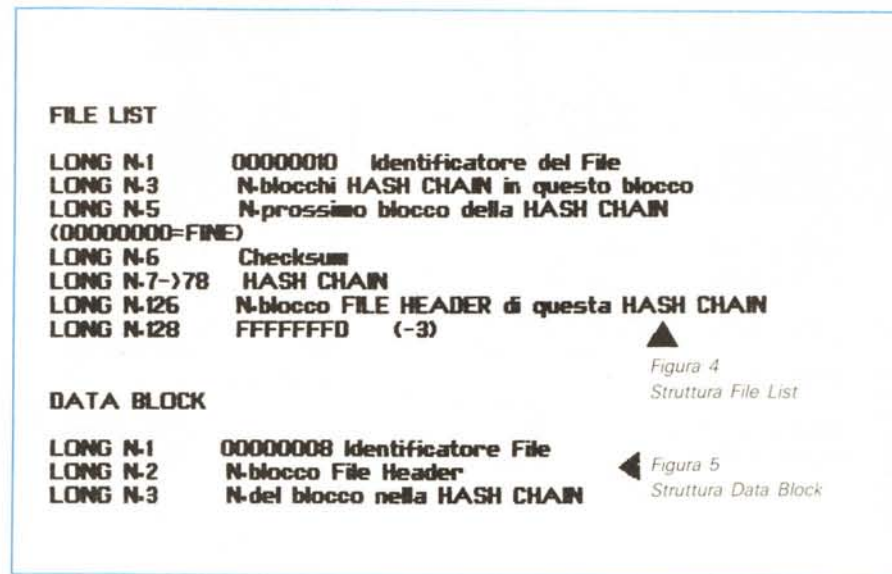 FILE LIST
LONG N.1 00000010 Identificatore del File
LONG N.3 N.blocchi HASH CHAIN in questo blocco
LONG N.5 N.prossimo blocco della HASH CHAIN
(00000000=FINE)
LONG N.6 Checksum
LONG N.7->78 HASH CHAIN
LONG N.126 N.blocco FILE HEADER di questa HASH CHAIN
LONG N.128 FFFFFFFD (-3)
Figura 4
Struttura File List
DATA BLOCK
LONG N.1 00000008 Identificatore File
LONG N.2 N.blocco File Header
LONG N.3 N.del blocco nella HASH CHAIN
Figura 5
Struttura Data Block